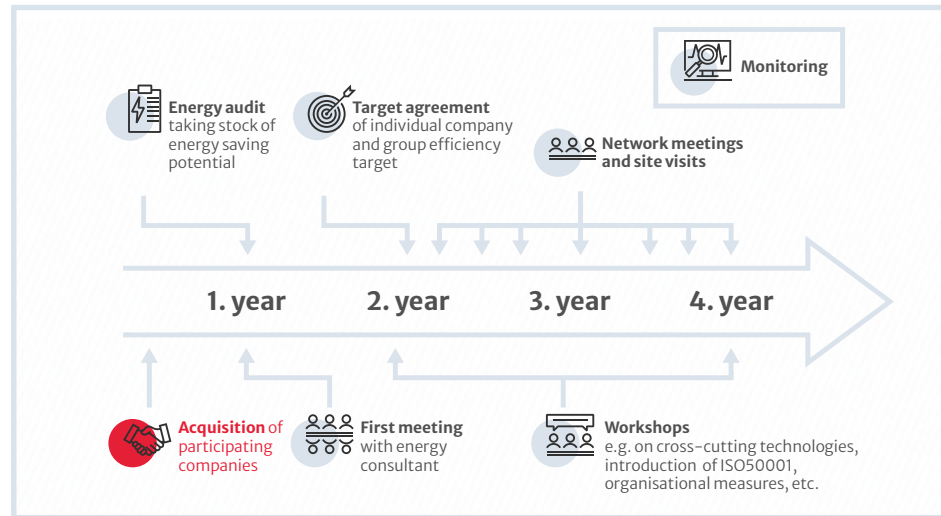 Monitoring
Energy audit
taking stock of
energy saving
potential
Target agreement
of individual company
and group efficiency
target
Network meetings
and site visits
1. year
2. year
3. year
4. year
Acquisition of
participating
companies
First meeting
with energy
consultant
Workshops
e.g. on cross-cutting technologies,
introduction of ISO50001,
organisational measures, etc.